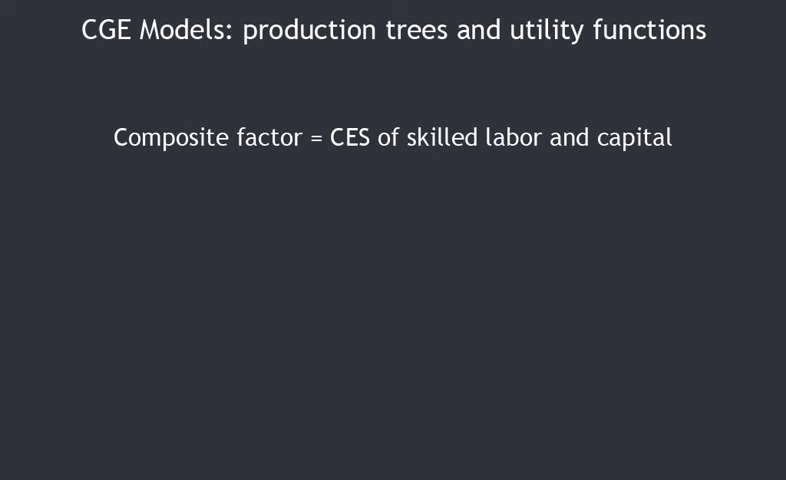 CGE Models: production trees and utility functions
Composite factor = CES of skilled labor and capital